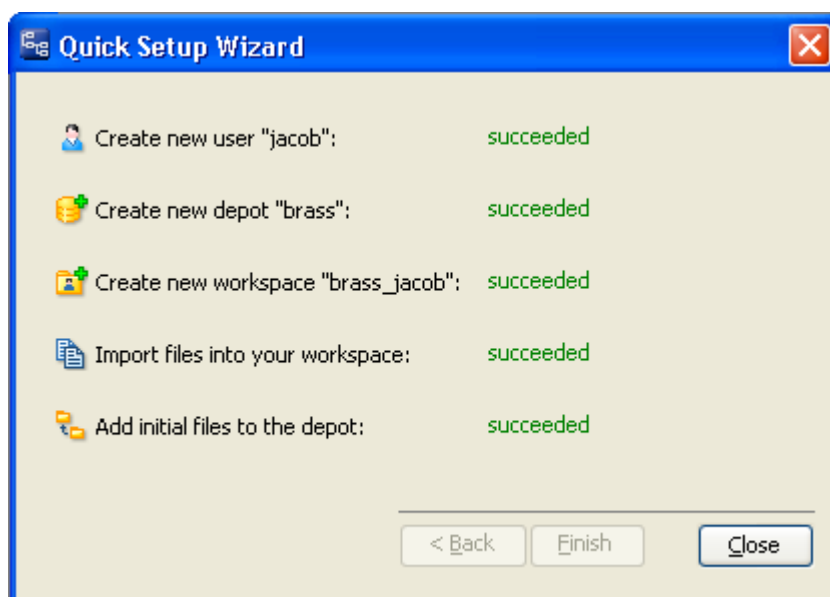 Quick Setup Wizard
Create new user "jacob": succeeded
Create new depot "brass": succeeded
Create new workspace "brass_jacob": succeeded
Import files into your workspace: succeeded
Add initial files to the depot: succeeded
< Back Finish Close